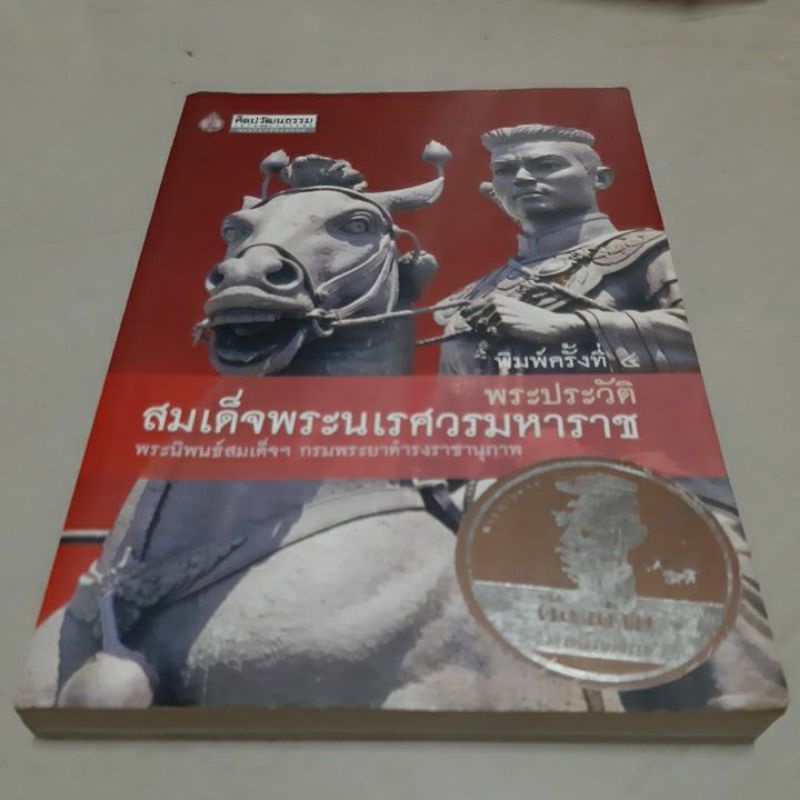 ศิลปวัฒนธรรม
พิมพ์ครั้งที่ ๔
พระประวัติ
สมเด็จพระนเรศวรมหาราช
พระนิพนธ์สมเด็จฯ กรมพระยาดำรงราชานุภาพ